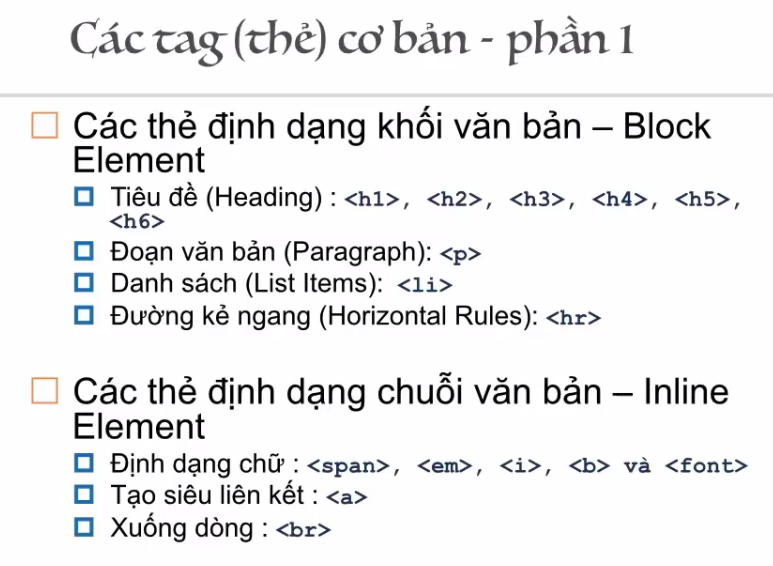 Các tag (thẻ) cơ bản - phần 1
Các thẻ định dạng khối văn bản – Block
Element
Tiêu đề (Heading) : <h1>, <h2>, <h3>, <h4>, <h5>,
<h6>
Đoạn văn bản (Paragraph): <p>
Danh sách (List Items): <li>
Đường kẻ ngang (Horizontal Rules): <hr>
Các thẻ định dạng chuỗi văn bản – Inline
Element
Định dạng chữ : <span>, <em>, <i>, <b> và <font>
Tạo siêu liên kết : <a>
Xuống dòng : <br>